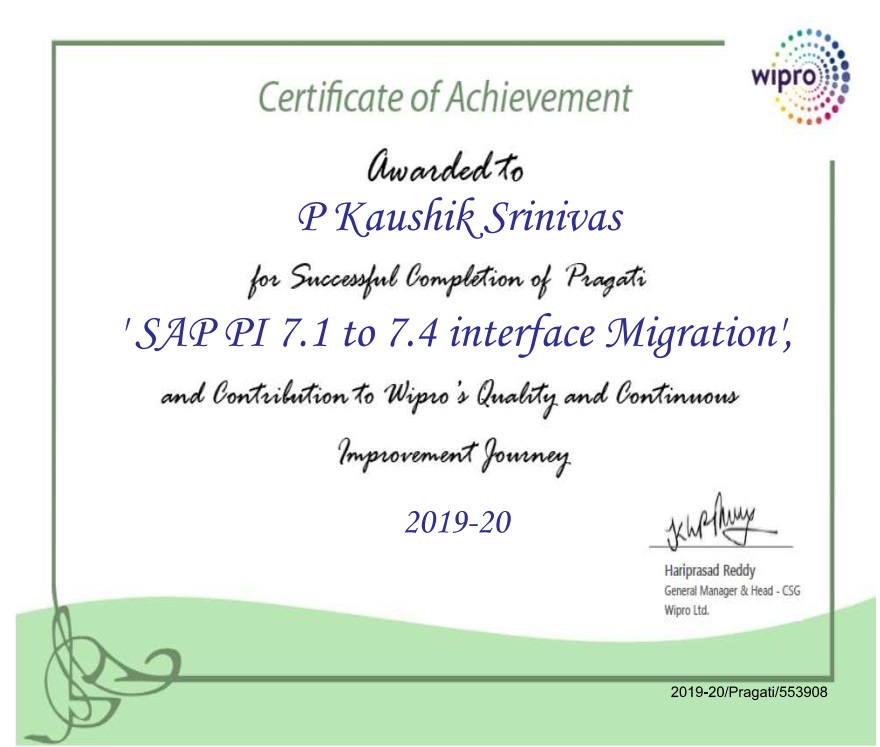 wipro
Certificate of Achievement
Awarded to
P Kaushik Srinivas
for Successful Completion of Pragati
' SAP PI 7.1 to 7.4 interface Migration',
and Contribution to Wipro's Quality and Continuous
Improvement Journey
2019-20
Hariprasad Reddy
General Manager & Head - CSG
Wipro Ltd.
2019-20/Pragati/553908